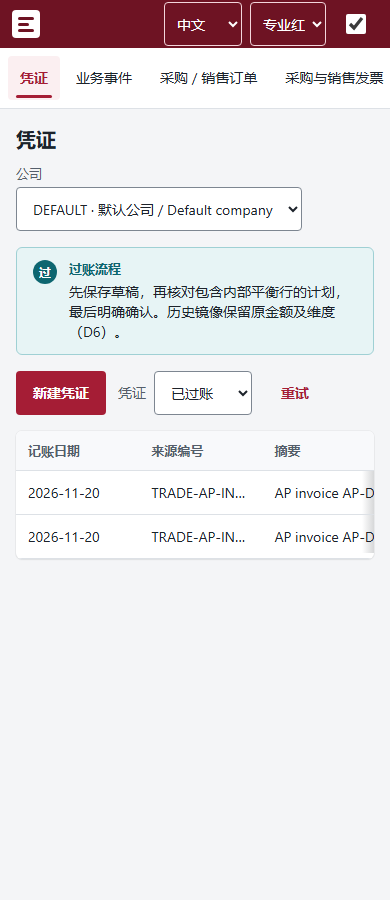 中文 专业红
凭证 业务事件 采购 / 销售订单 采购与销售发票
凭证
公司
DEFAULT · 默认公司 / Default company
过 过账流程
先保存草稿，再核对包含内部平衡行的计划，
最后明确确认。历史镜像保留原金额及维度
（D6）。
新建凭证 凭证 已过账 重试
记账日期 来源编号 摘要
2026-11-20 TRADE-AP-IN... AP invoice AP-D
2026-11-20 TRADE-AP-IN... AP invoice AP-D